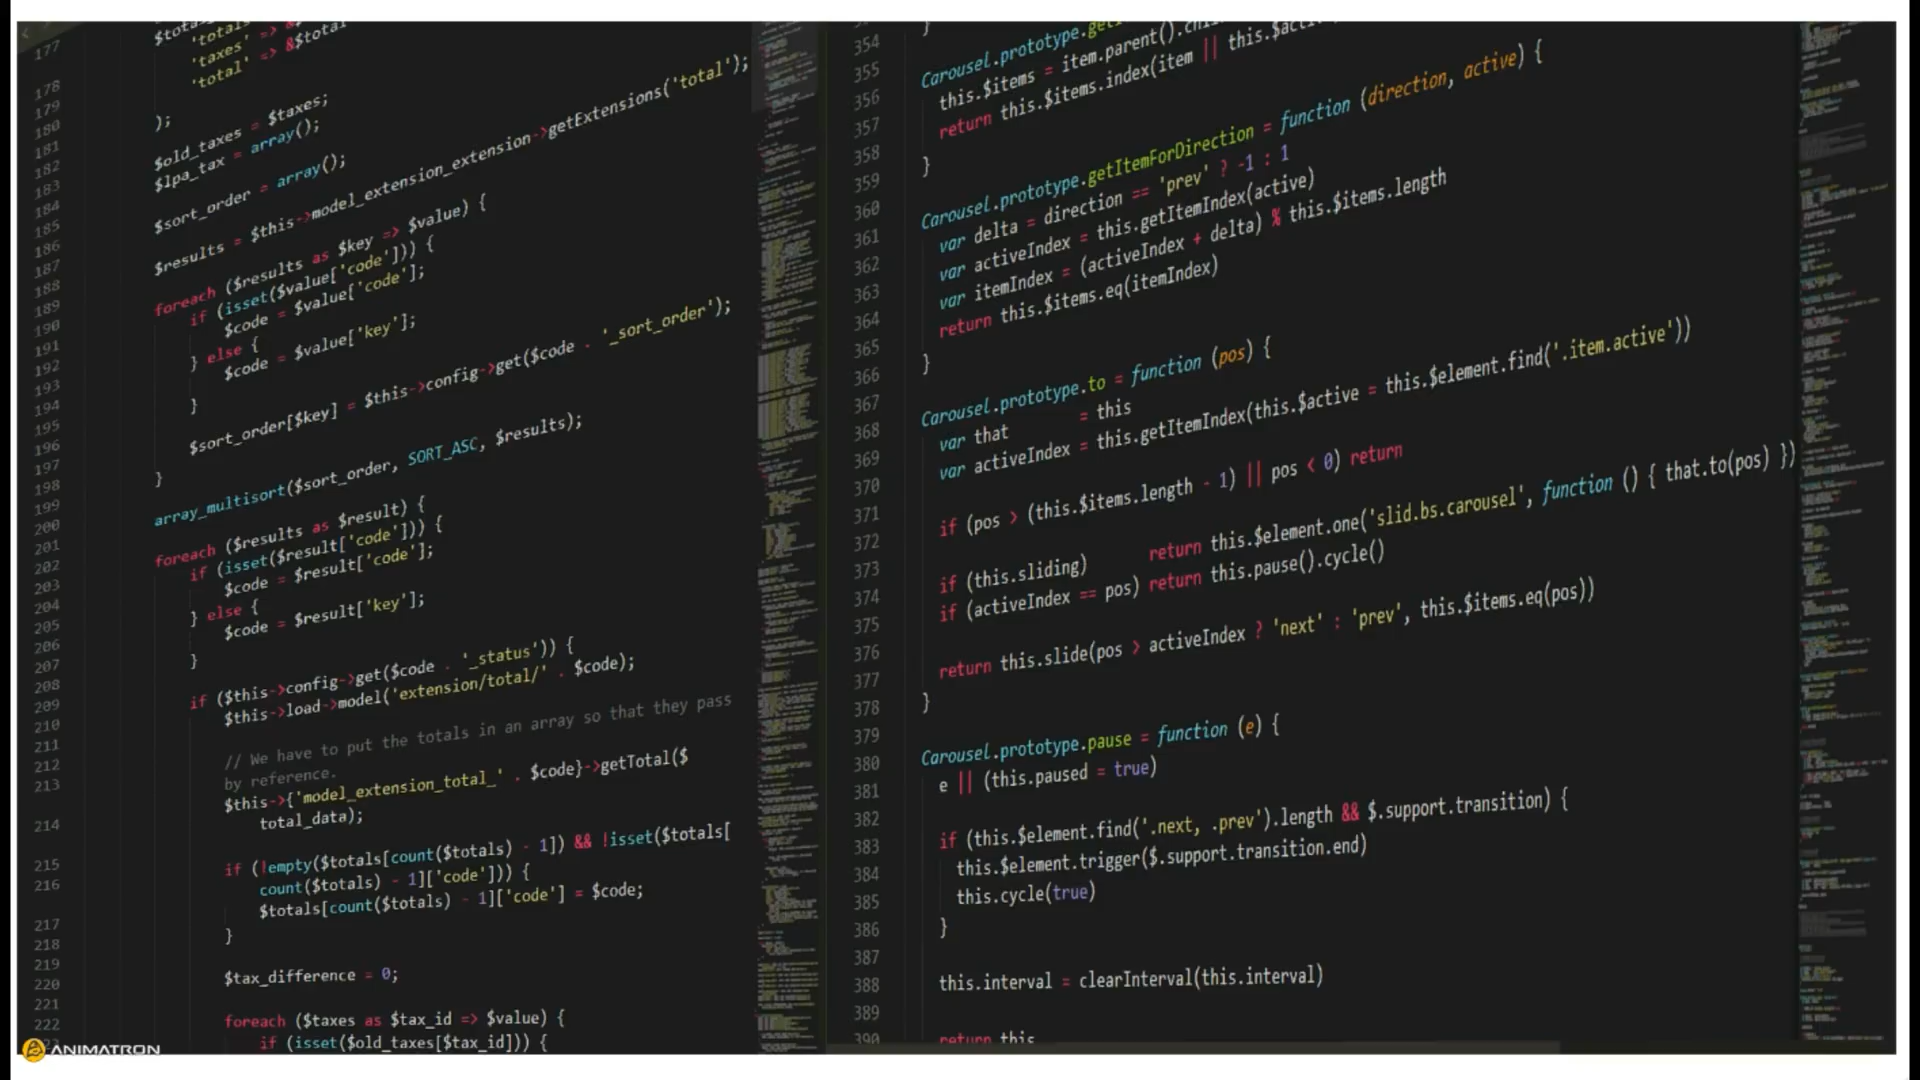 177
$tota
'total
'taxes' =>
'total' => &$total
178
);
179
180
$old_taxes = $taxes;
181
$lpa_tax = array();
182
183
$sort_order = array();
184
185
$results = $this->model_extension_extension->getExtensions('total');
186
187
foreach ($results as $key => $value) {
188
if (isset($value['code'])) {
189
$code = $value['code'];
190
} else {
191
$code = $value['key'];
192
}
193
194
$sort_order[$key] = $this->config->get($code . '_sort_order');
195
}
196
197
array_multisort($sort_order, SORT_ASC, $results);
198
199
foreach ($results as $result) {
200
if (isset($result['code'])) {
201
$code = $result['code'];
202
} else {
203
$code = $result['key'];
204
}
205
206
if ($this->config->get($code . '_status')) {
207
$this->load->model('extension/total/' . $code);
208
209
// We have to put the totals in an array so that they pass
by reference.
210
$this->{'model_extension_total_' . $code}->getTotal($
total_data);
211
212
213
if (!empty($totals[count($totals) - 1]) && !isset($totals[
count($totals) - 1]['code'])) {
214
$totals[count($totals) - 1]['code'] = $code;
215
}
216
217
$tax_difference = 0;
218
219
foreach ($taxes as $tax_id => $value) {
220
if (isset($old_taxes[$tax_id])) {
221
222
354
}
355
Carousel.prototype.get
356
this.$items = item.parent().ch
357
return this.$items.index(item || this.$ac
358
}
359
360
Carousel.prototype.getItemForDirection = function (direction, active) {
361
var delta = direction == 'prev' ? -1 : 1
362
var activeIndex = this.getItemIndex(active)
363
var itemIndex = (activeIndex + delta) % this.$items.length
364
return this.$items.eq(itemIndex)
365
}
366
367
Carousel.prototype.to = function (pos) {
368
var that = this
369
var activeIndex = this.getItemIndex(this.$active = this.$element.find('.item.active'))
370
371
if (pos > (this.$items.length - 1) || pos < 0) return
372
373
if (this.sliding) return this.$element.one('slid.bs.carousel', function () { that.to(pos) })
374
if (activeIndex == pos) return this.pause().cycle()
375
376
return this.slide(pos > activeIndex ? 'next' : 'prev', this.$items.eq(pos))
377
}
378
379
Carousel.prototype.pause = function (e) {
380
e || (this.paused = true)
381
382
if (this.$element.find('.next, .prev').length && $.support.transition) {
383
this.$element.trigger($.support.transition.end)
384
this.cycle(true)
385
}
386
387
this.interval = clearInterval(this.interval)
388
389
return this
390
ANIMATRON